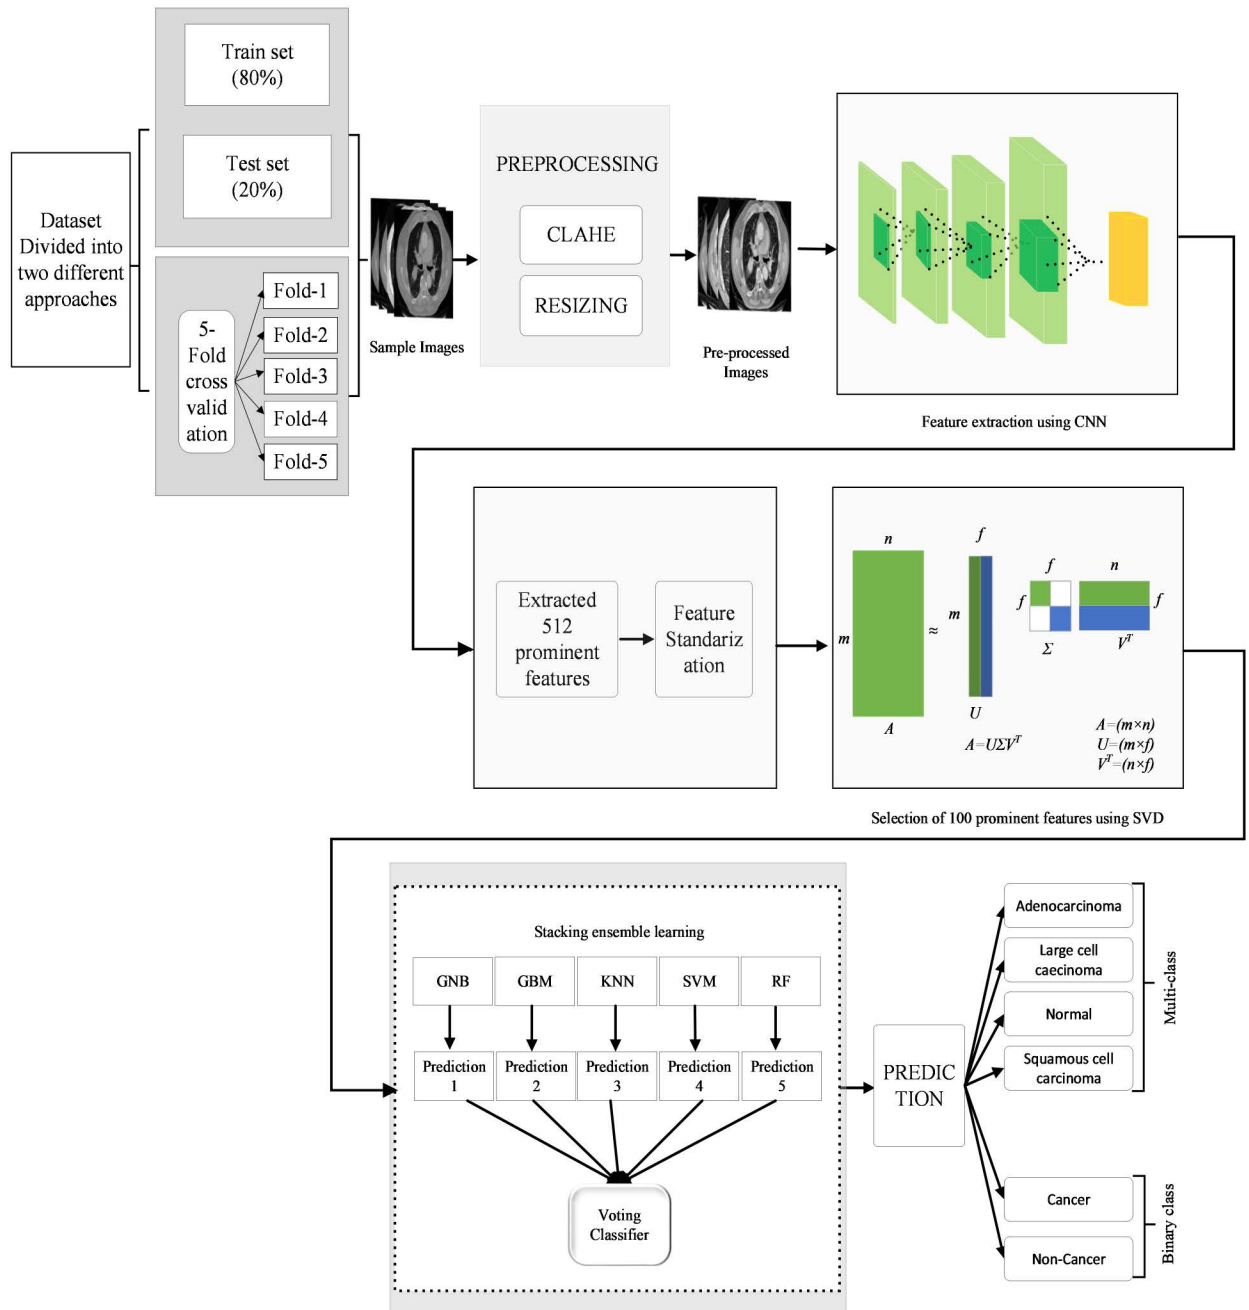 Dataset
Divided into
two different
approaches
Train set
(80%)
Test set
(20%)
5-
Fold
cross
valid
ation
Fold-1
Fold-2
Fold-3
Fold-4
Fold-5
Sample Images
PREPROCESSING
CLAHE
RESIZING
Pre-processed
Images
Feature extraction using CNN
Extracted
512
prominent
features
Feature
Standariz
ation
n
m
A
≈
f
m
U
A=UΣVᵀ
f
f
Σ
n
f
Vᵀ
A=(m×n)
U=(m×f)
Vᵀ=(n×f)
Selection of 100 prominent features using SVD
Stacking ensemble learning
GNB
GBM
KNN
SVM
RF
Prediction
1
Prediction
2
Prediction
3
Prediction
4
Prediction
5
Voting
Classifier
PREDIC
TION
Adenocarcinoma
Large cell
caecinoma
Normal
Squamous cell
carcinoma
Multi-class
Cancer
Non-Cancer
Binary class